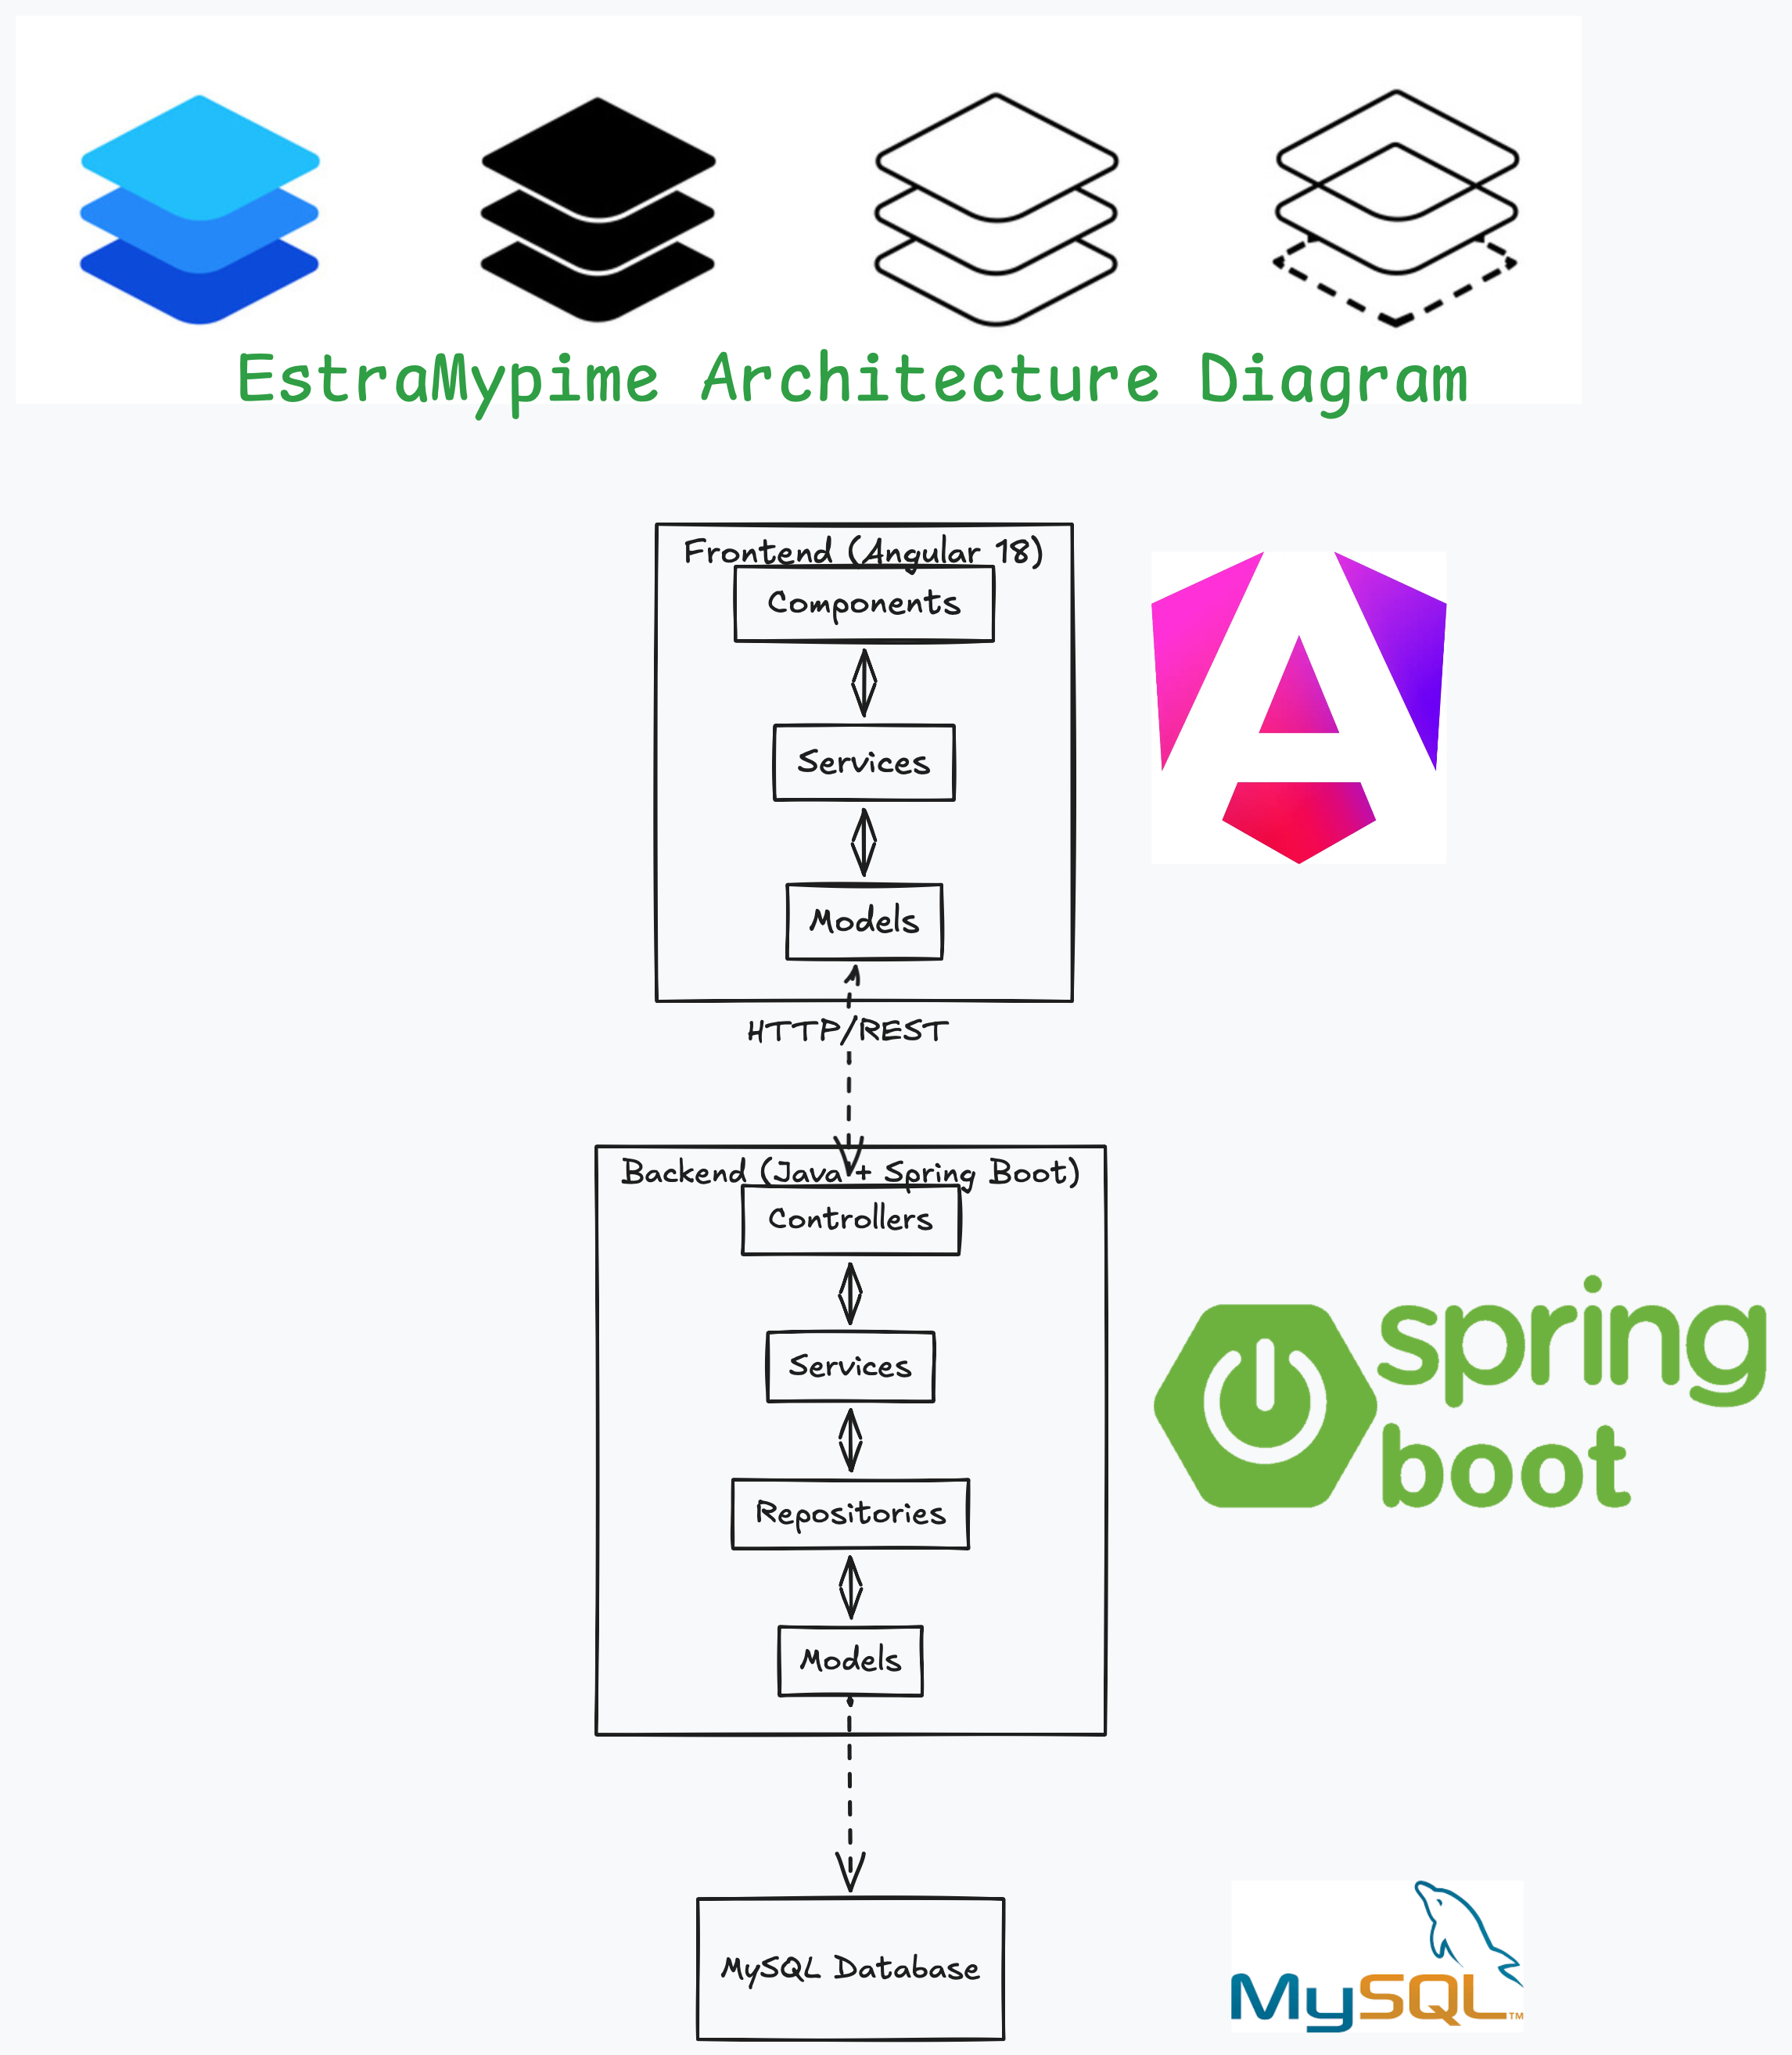 EstraMypime Architecture Diagram
Frontend (Angular 18)
Components
Services
Models
HTTP/REST
Backend (Java + Spring Boot)
Controllers
Services
Repositories
Models
spring
boot
MySQL Database
MySQL™